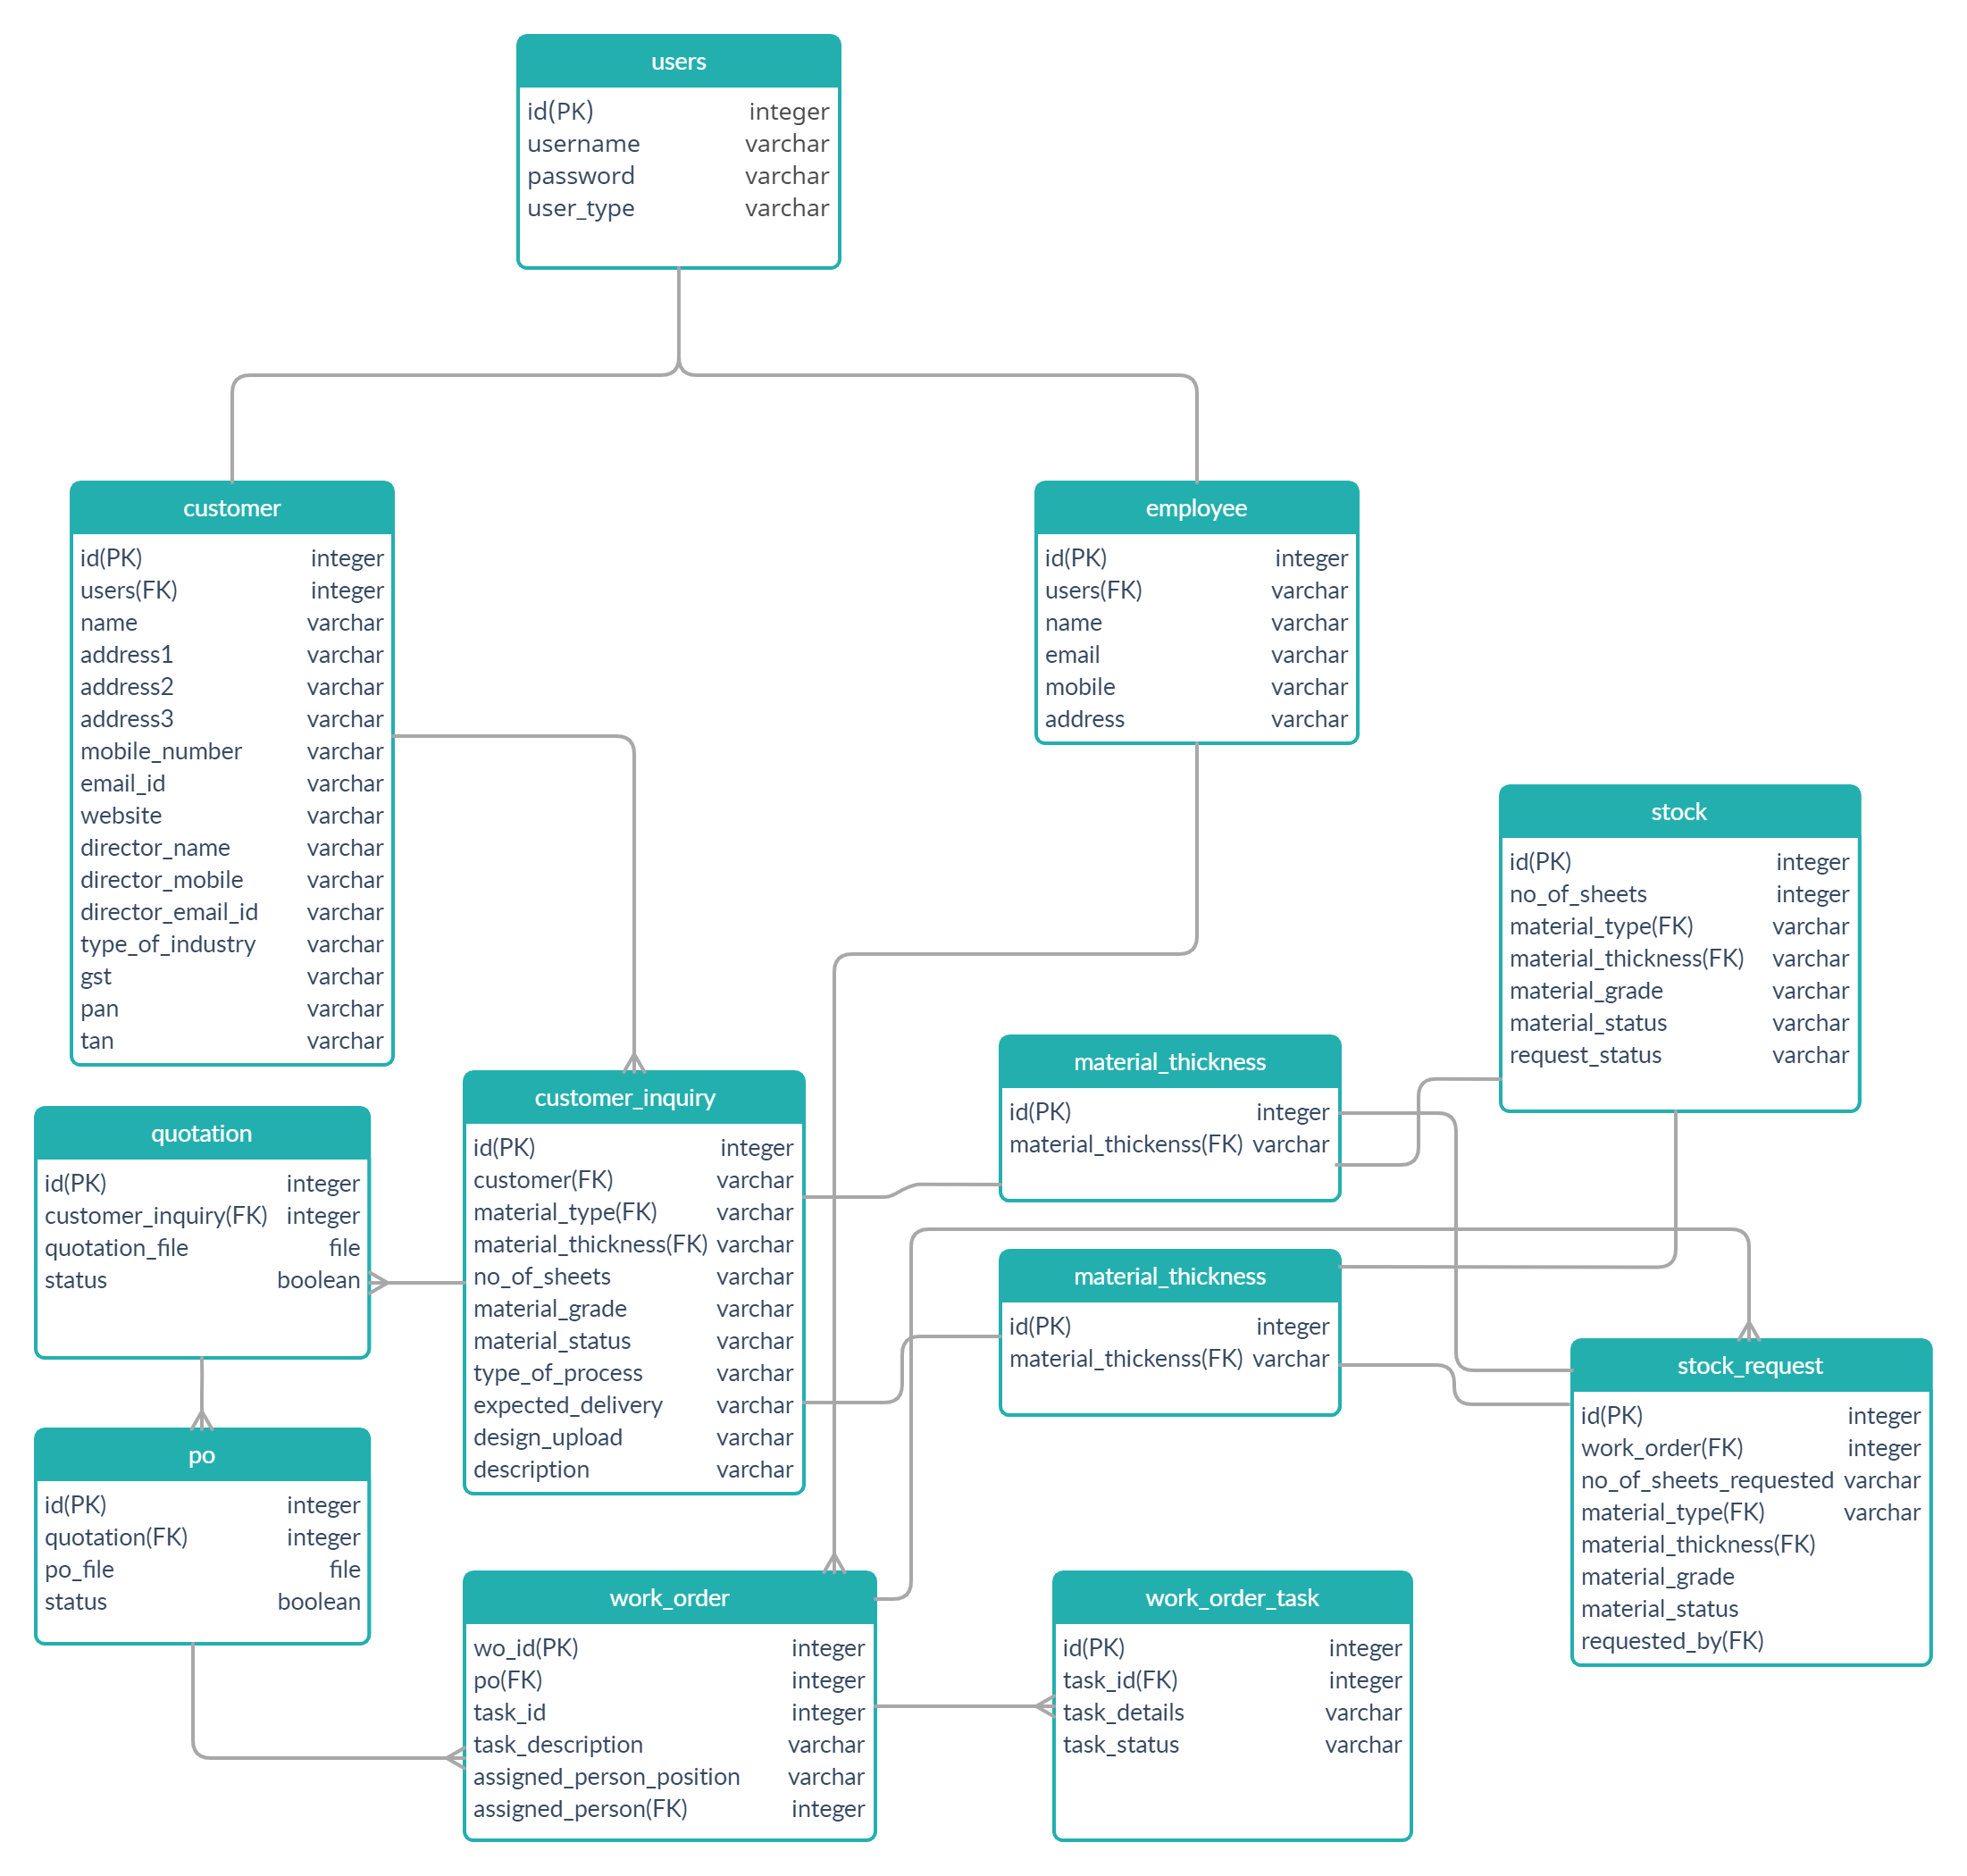 users
id(PK) integer
username varchar
password varchar
user_type varchar
customer
id(PK) integer
users(FK) integer
name varchar
address1 varchar
address2 varchar
address3 varchar
mobile_number varchar
email_id varchar
website varchar
director_name varchar
director_mobile varchar
director_email_id varchar
type_of_industry varchar
gst varchar
pan varchar
tan varchar
employee
id(PK) integer
users(FK) varchar
name varchar
email varchar
mobile varchar
address varchar
stock
id(PK) integer
no_of_sheets integer
material_type(FK) varchar
material_thickness(FK) varchar
material_grade varchar
material_status varchar
request_status varchar
quotation
id(PK) integer
customer_inquiry(FK) integer
quotation_file file
status boolean
customer_inquiry
id(PK) integer
customer(FK) varchar
material_type(FK) varchar
material_thickness(FK) varchar
no_of_sheets varchar
material_grade varchar
material_status varchar
type_of_process varchar
expected_delivery varchar
design_upload varchar
description varchar
material_thickness
id(PK) integer
material_thickenss(FK) varchar
material_thickness
id(PK) integer
material_thickenss(FK) varchar
stock_request
id(PK) integer
work_order(FK) integer
no_of_sheets_requested varchar
material_type(FK) varchar
material_thickness(FK)
material_grade
material_status
requested_by(FK)
po
id(PK) integer
quotation(FK) integer
po_file file
status boolean
work_order
wo_id(PK) integer
po(FK) integer
task_id integer
task_description varchar
assigned_person_position varchar
assigned_person(FK) integer
work_order_task
id(PK) integer
task_id(FK) integer
task_details varchar
task_status varchar